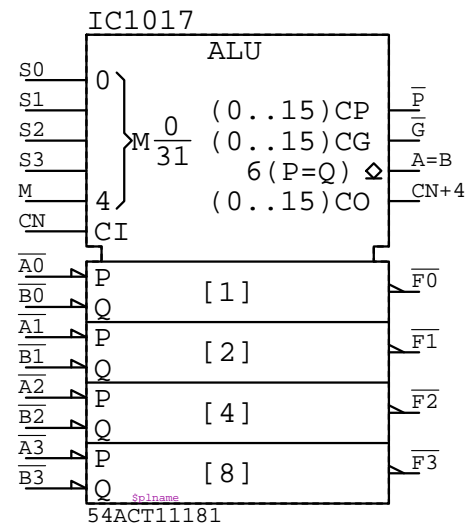 IC1017
ALU
S0
0
S1
(0..15)CP
P
S2
M 0/31
(0..15)CG
G
S3
6(P=Q)
A=B
M
4
(0..15)CO
CN+4
CN
CI
A0
P
[1]
F0
B0
Q
A1
P
[2]
F1
B1
Q
A2
P
[4]
F2
B2
Q
A3
P
[8]
F3
B3
Q
$plname
54ACT11181